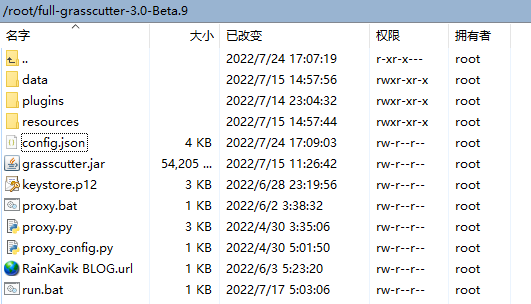 /root/full-grasscutter-3.0-Beta.9
名字 大小 已改变 权限 拥有者
.. 2022/7/24 17:07:19 r-xr-x--- root
data 2022/7/15 14:57:56 rwxr-xr-x root
plugins 2022/7/14 23:04:32 rwxr-xr-x root
resources 2022/7/15 14:57:44 rwxr-xr-x root
config.json 4 KB 2022/7/24 17:09:03 rw-r--r-- root
grasscutter.jar 54,205 ... 2022/7/15 11:26:42 rw-r--r-- root
keystore.p12 3 KB 2022/6/28 23:19:56 rw-r--r-- root
proxy.bat 1 KB 2022/6/2 3:38:32 rw-r--r-- root
proxy.py 3 KB 2022/4/30 3:35:06 rw-r--r-- root
proxy_config.py 1 KB 2022/4/30 5:01:50 rw-r--r-- root
RainKavik BLOG.url 1 KB 2022/6/3 5:23:20 rw-r--r-- root
run.bat 1 KB 2022/7/17 5:03:06 rw-r--r-- root